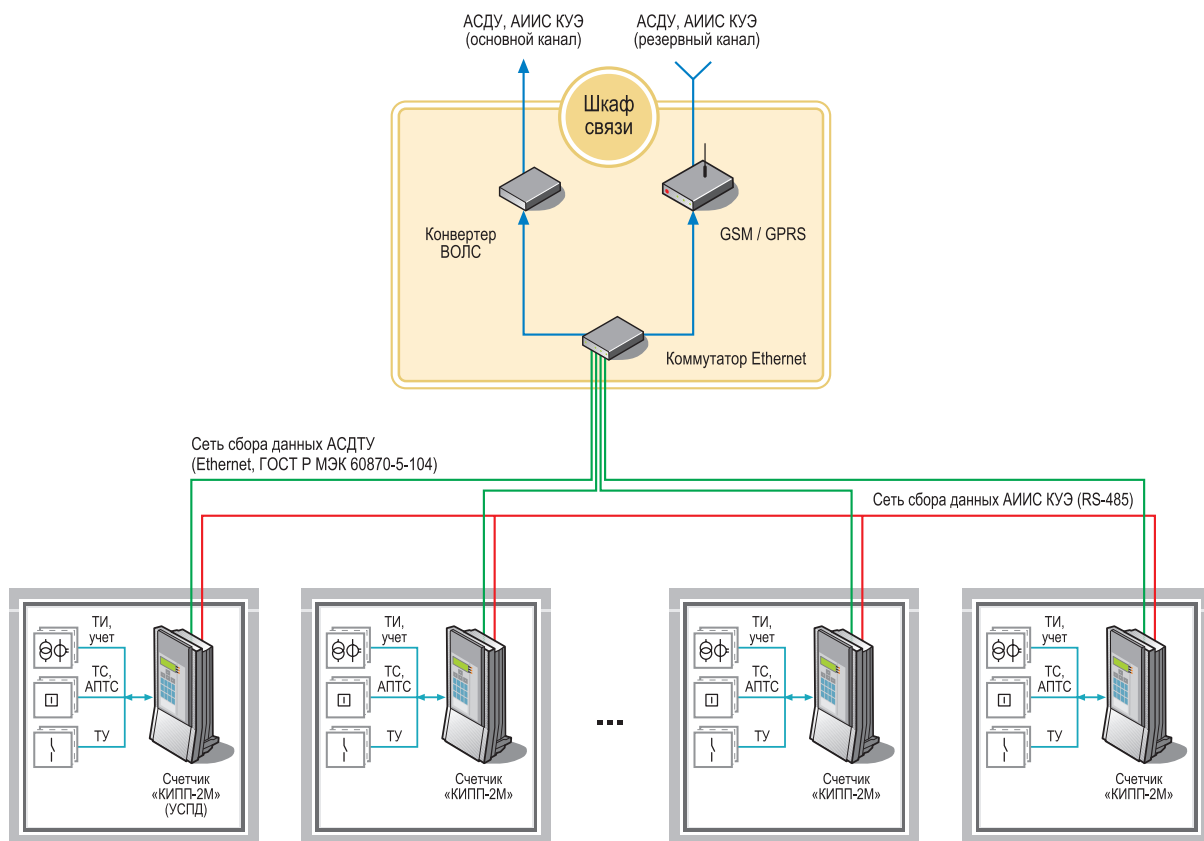 АСДУ, АИИС КУЭ
(основной канал)
АСДУ, АИИС КУЭ
(резервный канал)
Шкаф
связи
Конвертер
ВОЛС
GSM / GPRS
Коммутатор Ethernet
Сеть сбора данных АСДТУ
(Ethernet, ГОСТ Р МЭК 60870-5-104)
Сеть сбора данных АИИС КУЭ (RS-485)
ТИ,
учет
ТС,
АПТС
ТУ
Счетчик
«КИПП-2М»
(УСПД)
ТИ,
учет
ТС,
АПТС
ТУ
Счетчик
«КИПП-2М»
...
ТИ,
учет
ТС,
АПТС
ТУ
Счетчик
«КИПП-2М»
ТИ,
учет
ТС,
АПТС
ТУ
Счетчик
«КИПП-2М»